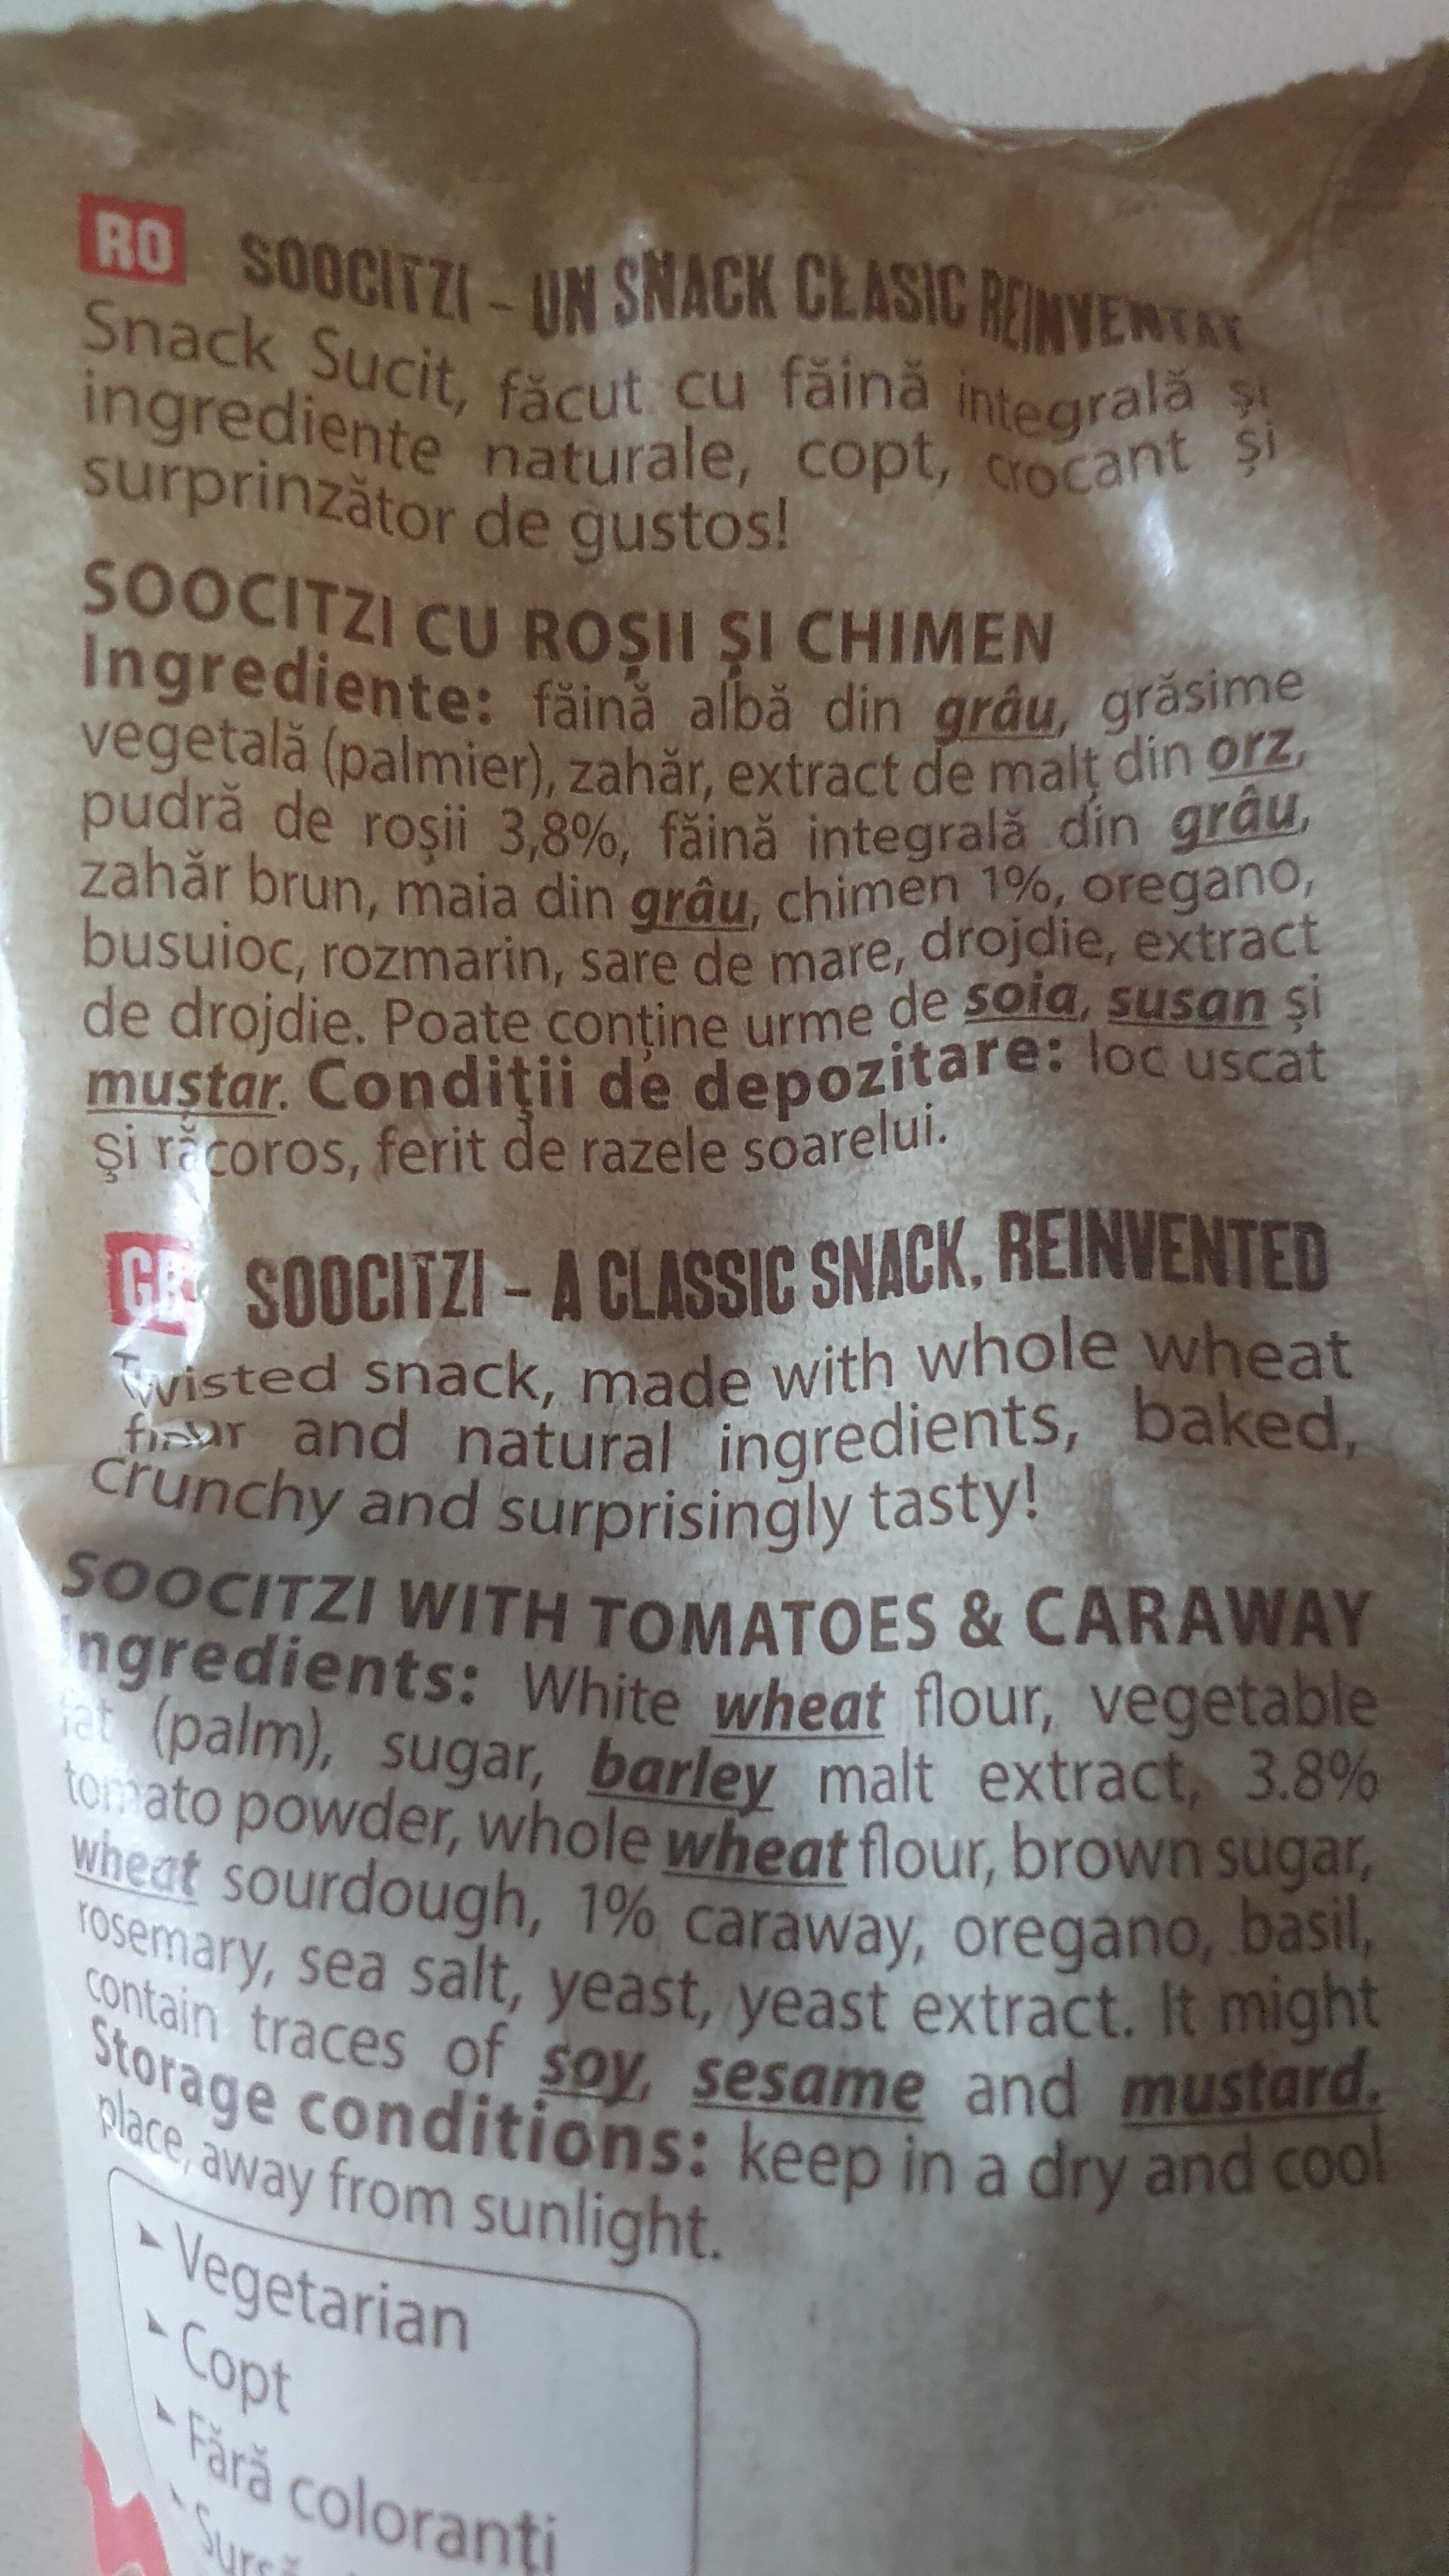 RO SOOCITZI – UN SNACK CLASIC REINVENTAT
Snack Sucit, făcut cu făină integrală și
ingrediente naturale, copt, crocant și
surprinzător de gustos!
SOOCITZI CU ROȘII ȘI CHIMEN
Ingrediente: făină albă din grâu, grăsime
vegetală (palmier), zahăr, extract de malț din orz,
pudră de roșii 3,8%, făină integrală din grâu,
zahăr brun, maia din grâu, chimen 1%, oregano,
busuioc, rozmarin, sare de mare, drojdie, extract
de drojdie. Poate conține urme de soia, susan și
muștar. Condiții de depozitare: loc uscat
și răcoros, ferit de razele soarelui.
GB SOOCITZI – A CLASSIC SNACK, REINVENTED
Twisted snack, made with whole wheat
flour and natural ingredients, baked,
crunchy and surprisingly tasty!
SOOCITZI WITH TOMATOES & CARAWAY
Ingredients: White wheat flour, vegetable
fat (palm), sugar, barley malt extract, 3.8%
tomato powder, whole wheat flour, brown sugar,
wheat sourdough, 1% caraway, oregano, basil,
rosemary, sea salt, yeast, yeast extract. It might
contain traces of soy, sesame and mustard.
Storage conditions: keep in a dry and cool
place, away from sunlight.
Vegetarian
Copt
Fără coloranți